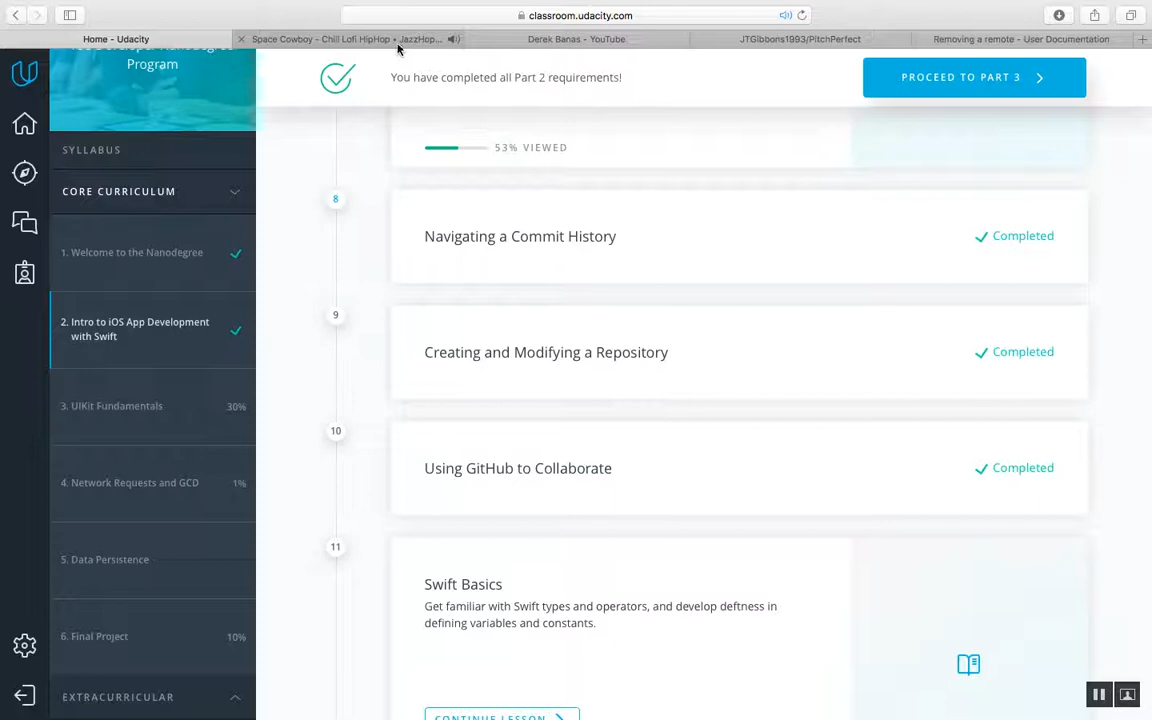 classroom.udacity.com
Home - Udacity
Space Cowboy - Chill Lofi HipHop • JazzHop...
Derek Banas - YouTube
JTGibbons1993/PitchPerfect
Removing a remote - User Documentation
Program
You have completed all Part 2 requirements!
PROCEED TO PART 3
SYLLABUS
CORE CURRICULUM
1. Welcome to the Nanodegree
2. Intro to iOS App Development
with Swift
3. UIKit Fundamentals
30%
4. Network Requests and GCD
1%
5. Data Persistence
6. Final Project
10%
EXTRACURRICULAR
53% VIEWED
8
Navigating a Commit History
Completed
9
Creating and Modifying a Repository
Completed
10
Using GitHub to Collaborate
Completed
11
Swift Basics
Get familiar with Swift types and operators, and develop deftness in
defining variables and constants.
CONTINUE LESSON